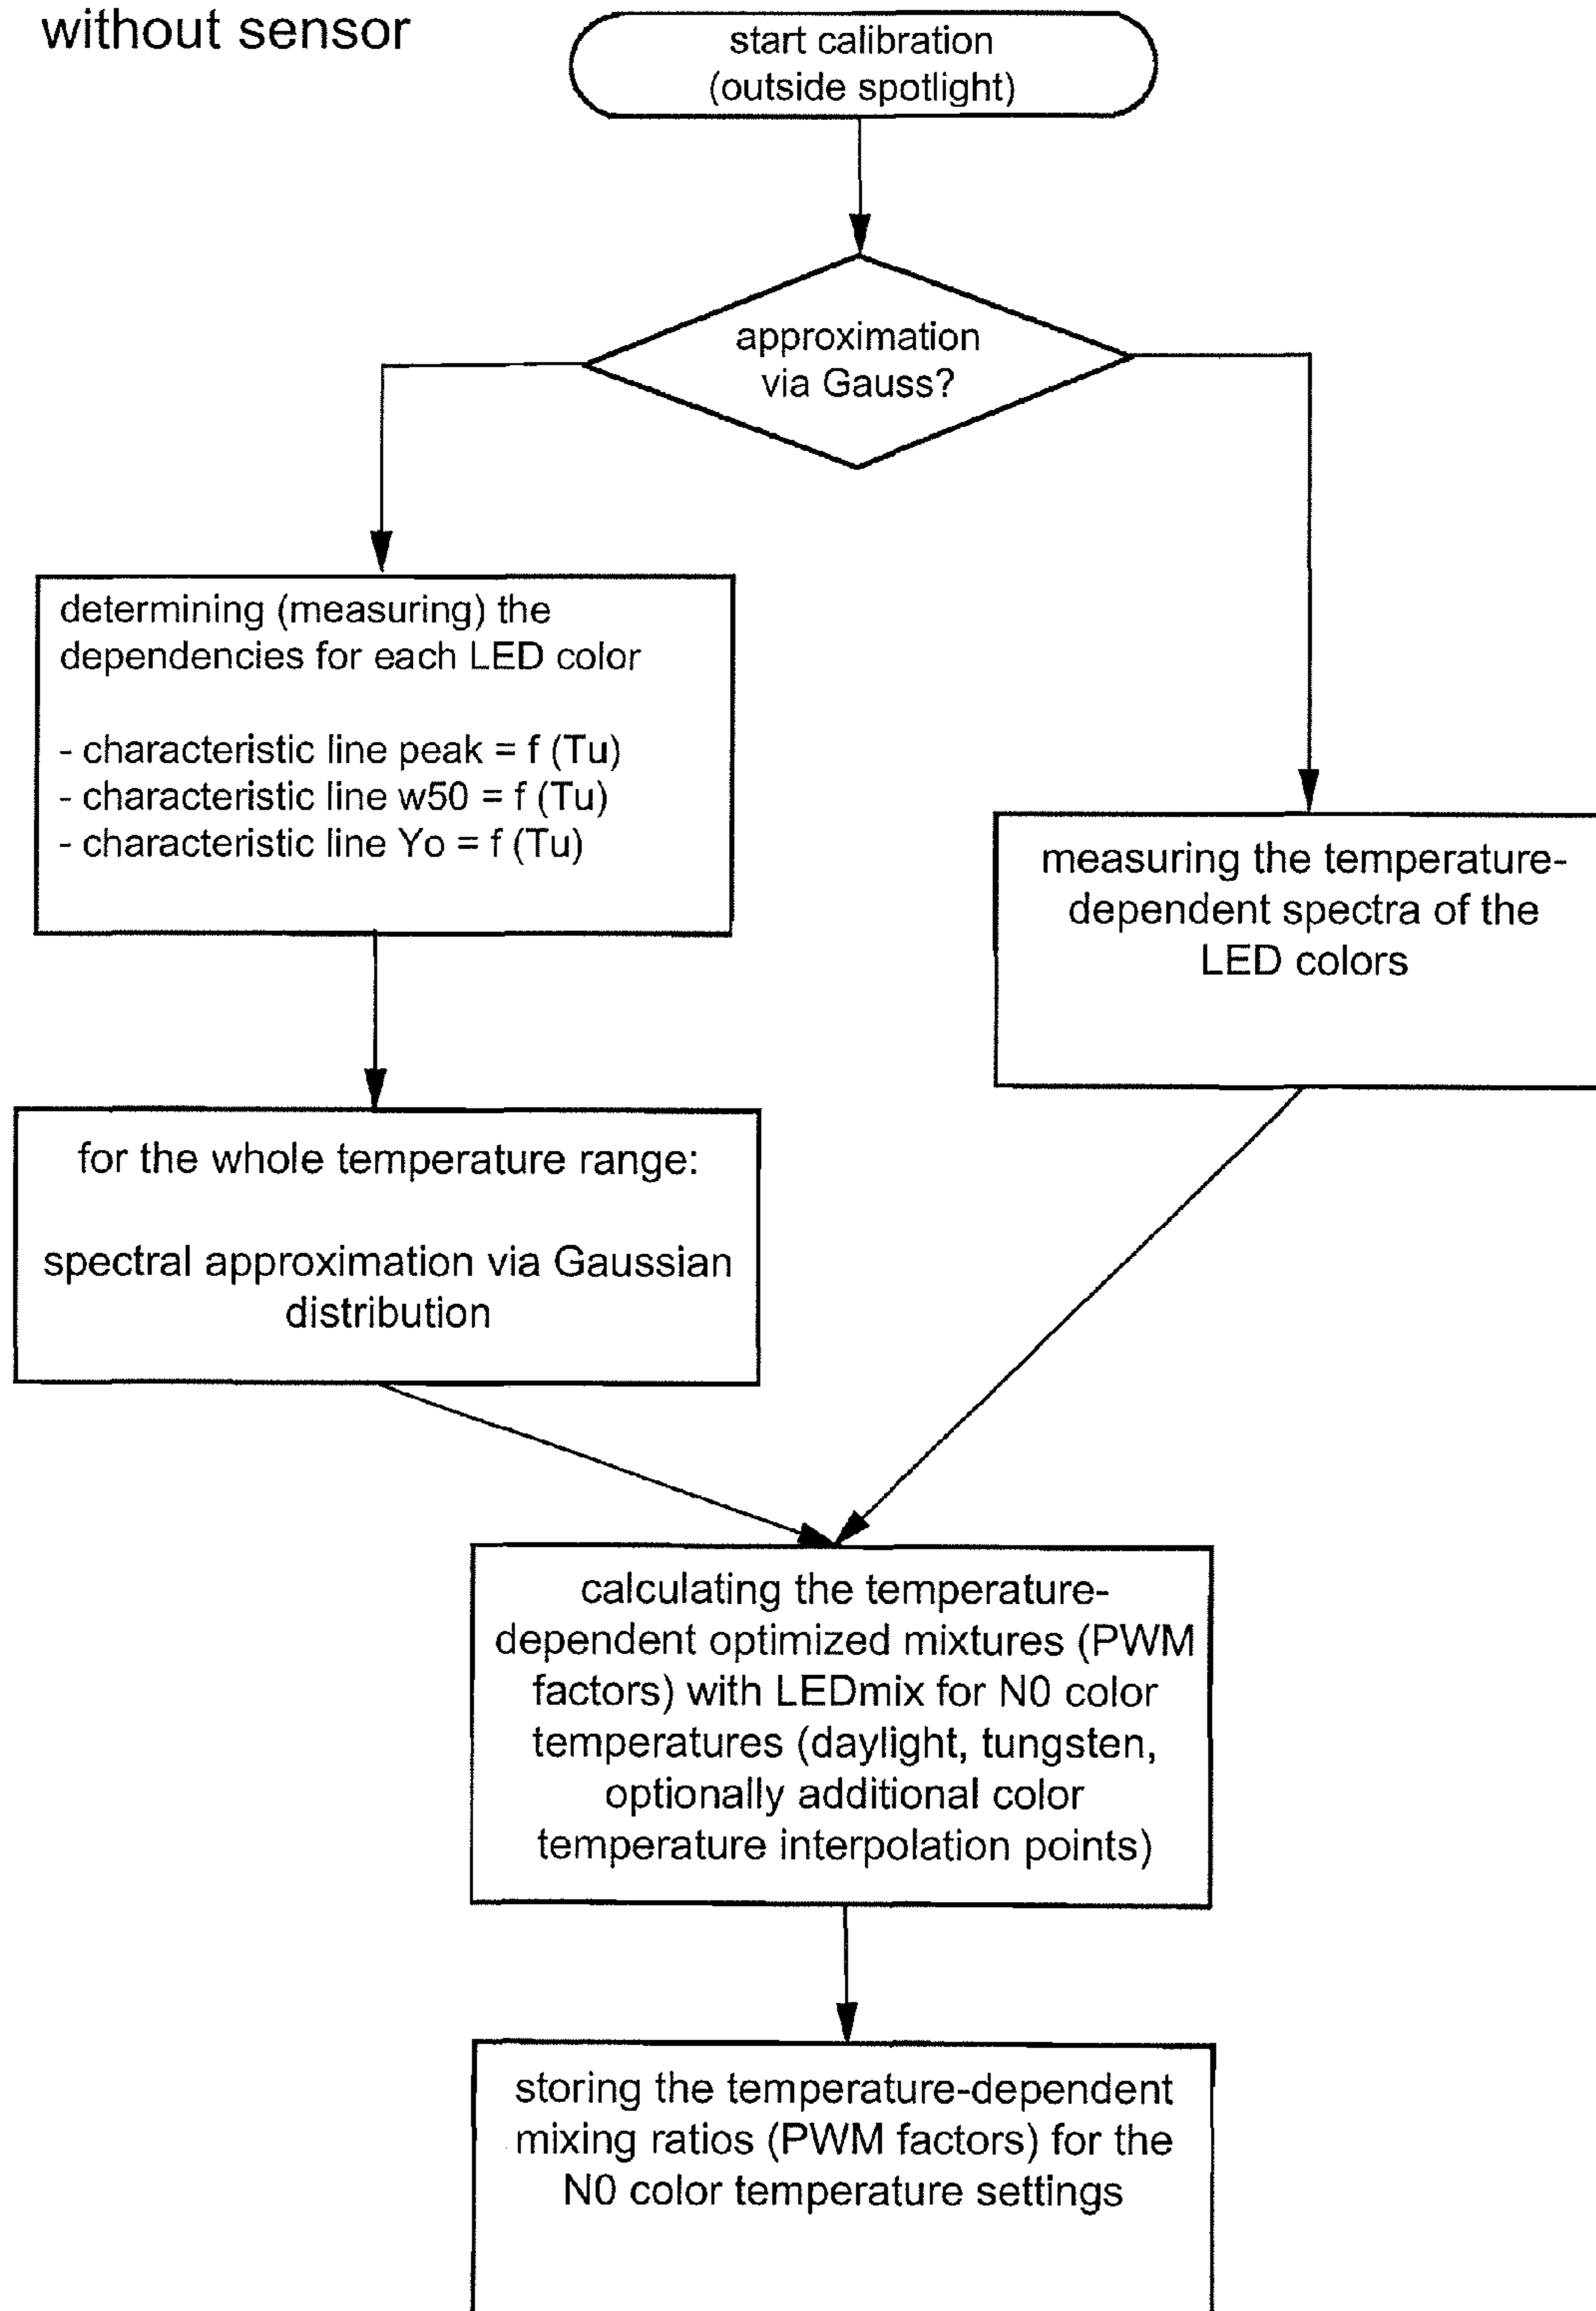 without sensor
start calibration
(outside spotlight)
approximation
via Gauss?
determining (measuring) the
dependencies for each LED color
- characteristic line peak = f (Tu)
- characteristic line w50 = f (Tu)
- characteristic line Yo = f (Tu)
measuring the temperature-
dependent spectra of the
LED colors
for the whole temperature range:
spectral approximation via Gaussian
distribution
calculating the temperature-
dependent optimized mixtures (PWM
factors) with LEDmix for N0 color
temperatures (daylight, tungsten,
optionally additional color
temperature interpolation points)
storing the temperature-dependent
mixing ratios (PWM factors) for the
N0 color temperature settings